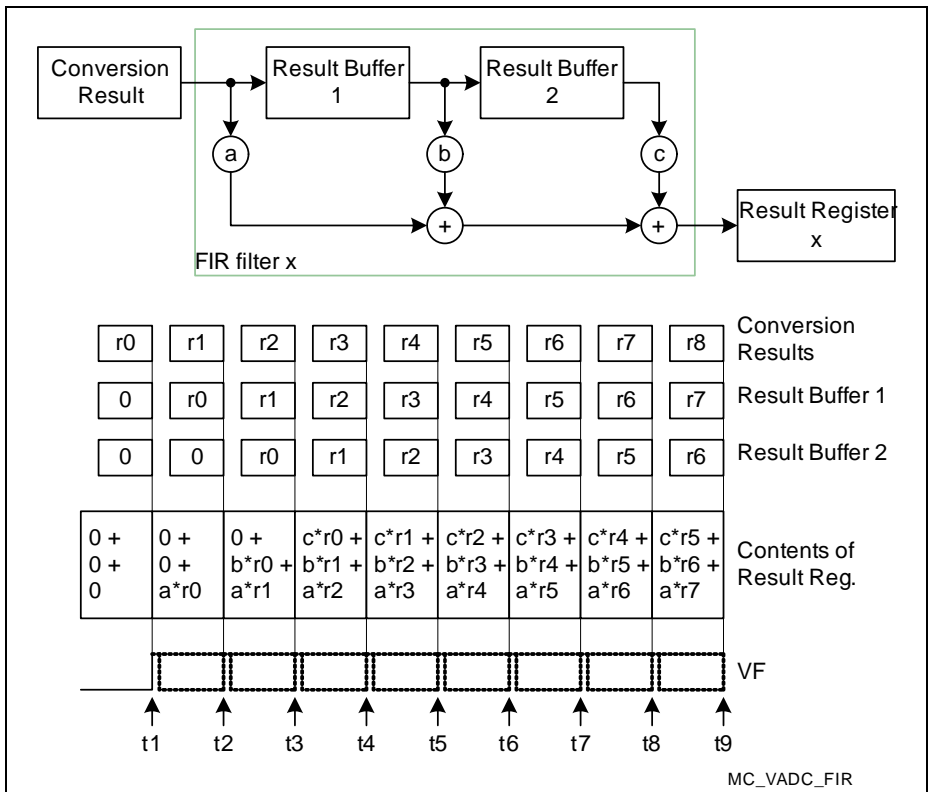 Conversion
Result
Result Buffer
1
Result Buffer
2
a
b
c
+
+
Result Register
x
FIR filter x
r0 r1 r2 r3 r4 r5 r6 r7 r8
Conversion
Results
0 r0 r1 r2 r3 r4 r5 r6 r7
Result Buffer 1
0 0 r0 r1 r2 r3 r4 r5 r6
Result Buffer 2
0 + 0 + 0 + c*r0 + c*r1 + c*r2 + c*r3 + c*r4 + c*r5 +
0 + 0 + b*r0 + b*r1 + b*r2 + b*r3 + b*r4 + b*r5 + b*r6 +
0 a*r0 a*r1 a*r2 a*r3 a*r4 a*r5 a*r6 a*r7
Contents of
Result Reg.
VF
t1 t2 t3 t4 t5 t6 t7 t8 t9
MC_VADC_FIR